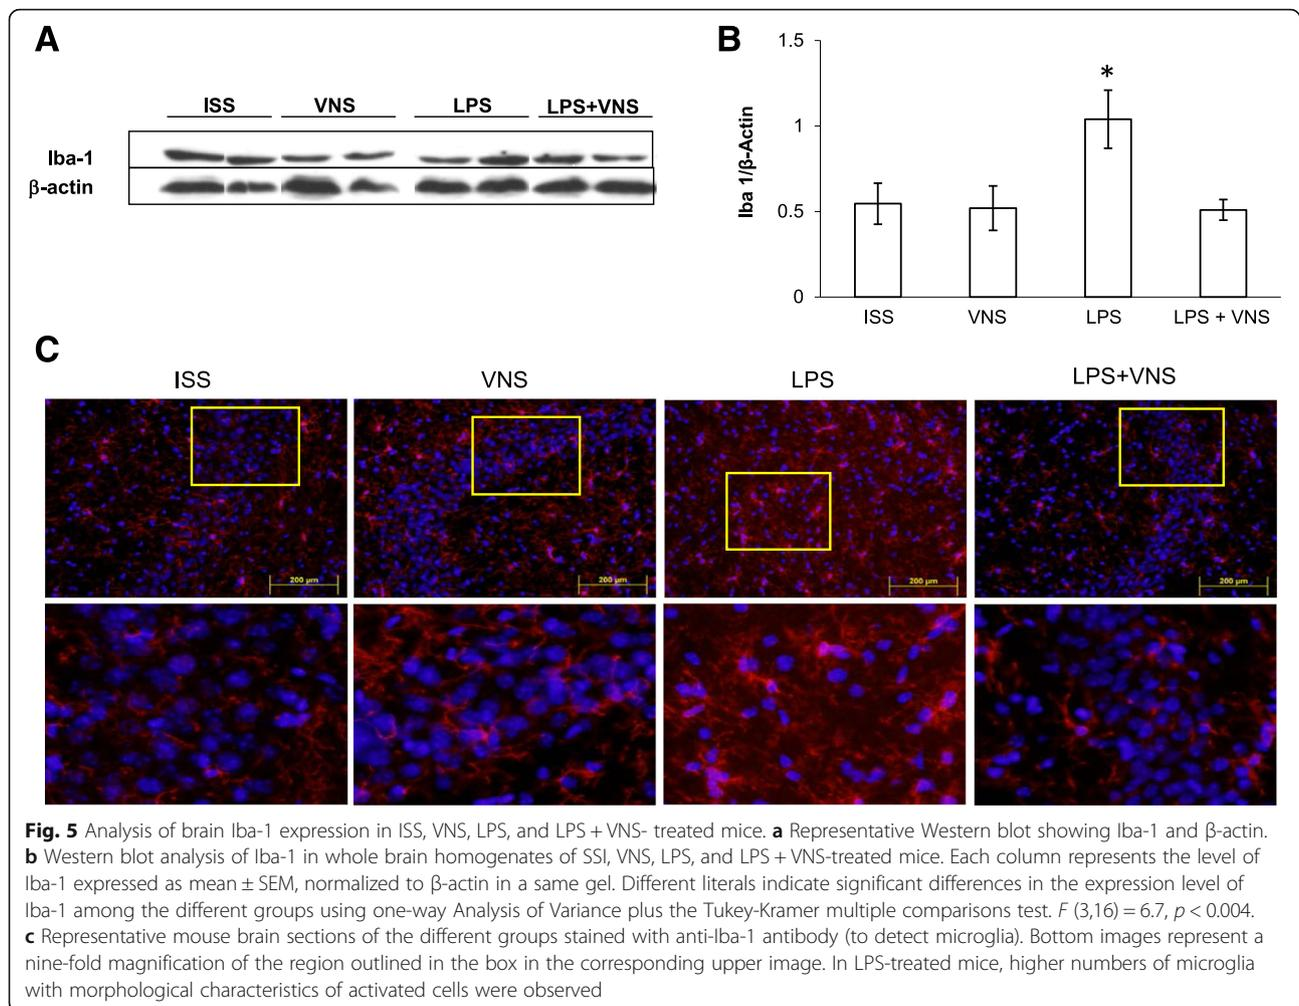 A
ISS VNS LPS LPS+VNS
Iba-1
β-actin
B
Iba 1/β-Actin
1.5
1
0.5
0
*
ISS VNS LPS LPS + VNS
C
ISS VNS LPS LPS+VNS
200 µm 200 µm 200 µm 200 µm
Fig. 5 Analysis of brain Iba-1 expression in ISS, VNS, LPS, and LPS + VNS- treated mice. a Representative Western blot showing Iba-1 and β-actin.
b Western blot analysis of Iba-1 in whole brain homogenates of SSI, VNS, LPS, and LPS + VNS-treated mice. Each column represents the level of
Iba-1 expressed as mean ± SEM, normalized to β-actin in a same gel. Different literals indicate significant differences in the expression level of
Iba-1 among the different groups using one-way Analysis of Variance plus the Tukey-Kramer multiple comparisons test. F (3,16) = 6.7, p < 0.004.
c Representative mouse brain sections of the different groups stained with anti-Iba-1 antibody (to detect microglia). Bottom images represent a
nine-fold magnification of the region outlined in the box in the corresponding upper image. In LPS-treated mice, higher numbers of microglia
with morphological characteristics of activated cells were observed